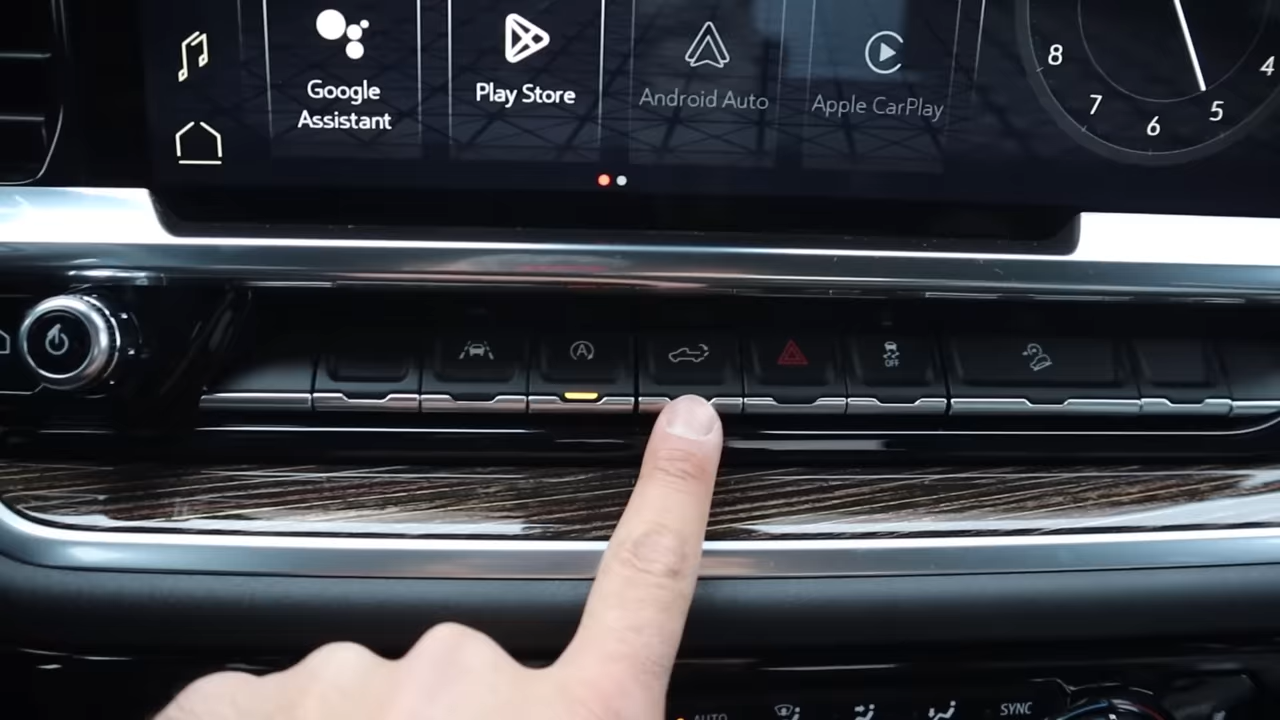 Google
Assistant
Play Store
Android Auto
Apple CarPlay
8
7
6
5
4
A
OFF
AUTO
SYNC